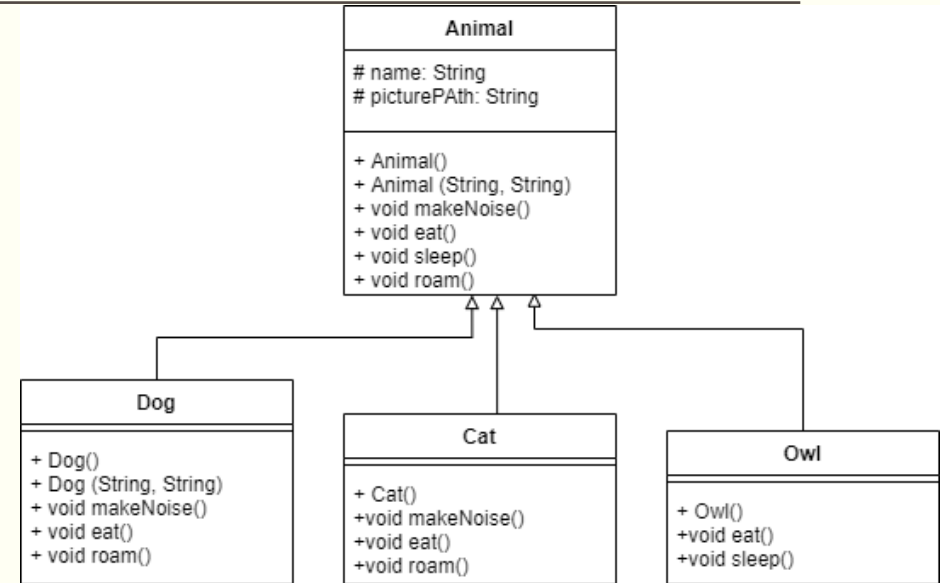 Animal
# name: String
# picturePAth: String
+ Animal()
+ Animal (String, String)
+ void makeNoise()
+ void eat()
+ void sleep()
+ void roam()
Dog
+ Dog()
+ Dog (String, String)
+ void makeNoise()
+ void eat()
+ void roam()
Cat
+ Cat()
+void makeNoise()
+void eat()
+void roam()
Owl
+ Owl()
+void eat()
+void sleep()